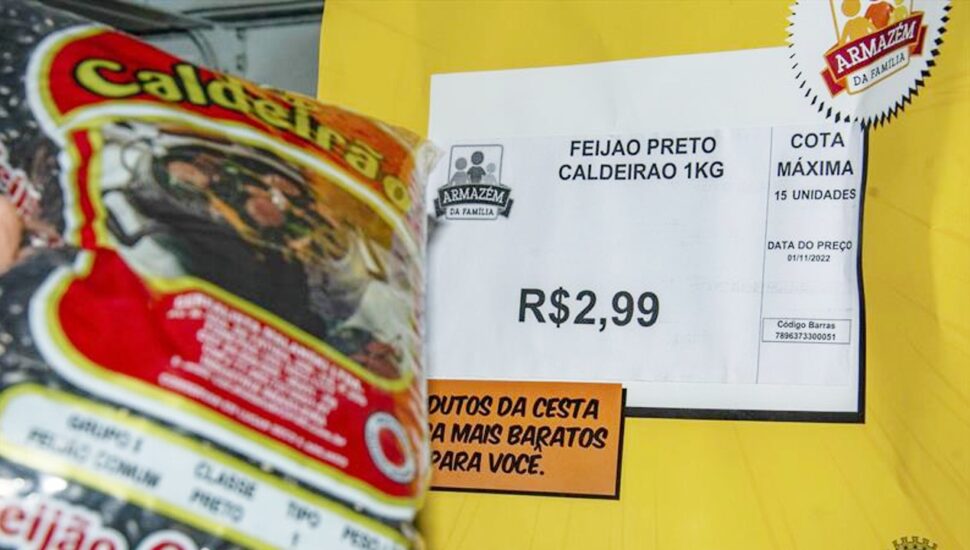 Caldeirão
GRUPO 1
FEIJÃO COMUM
CLASSE
PRETO
TIPO
1
ARMAZÉM
DA FAMÍLIA
FEIJAO PRETO
CALDEIRAO 1KG
R$2,99
COTA
MÁXIMA
15 UNIDADES
DATA DO PREÇO
01/11/2022
Código Barras
7896373300051
ARMAZÉM
DA FAMÍLIA
DUTOS DA CESTA
A MAIS BARATOS
PARA VOCÊ.